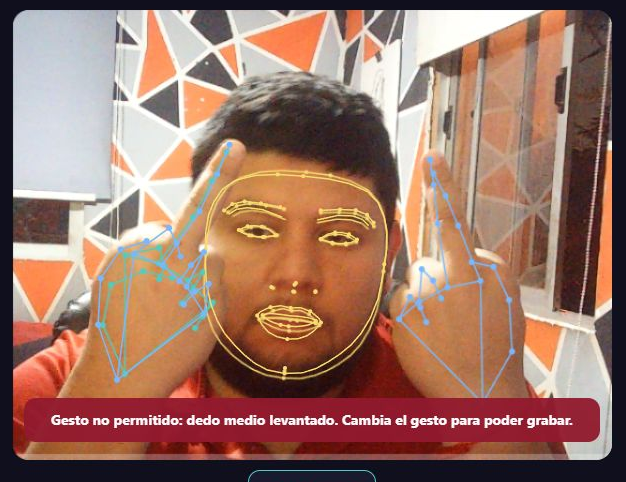 Gesto no permitido: dedo medio levantado. Cambia el gesto para poder grabar.